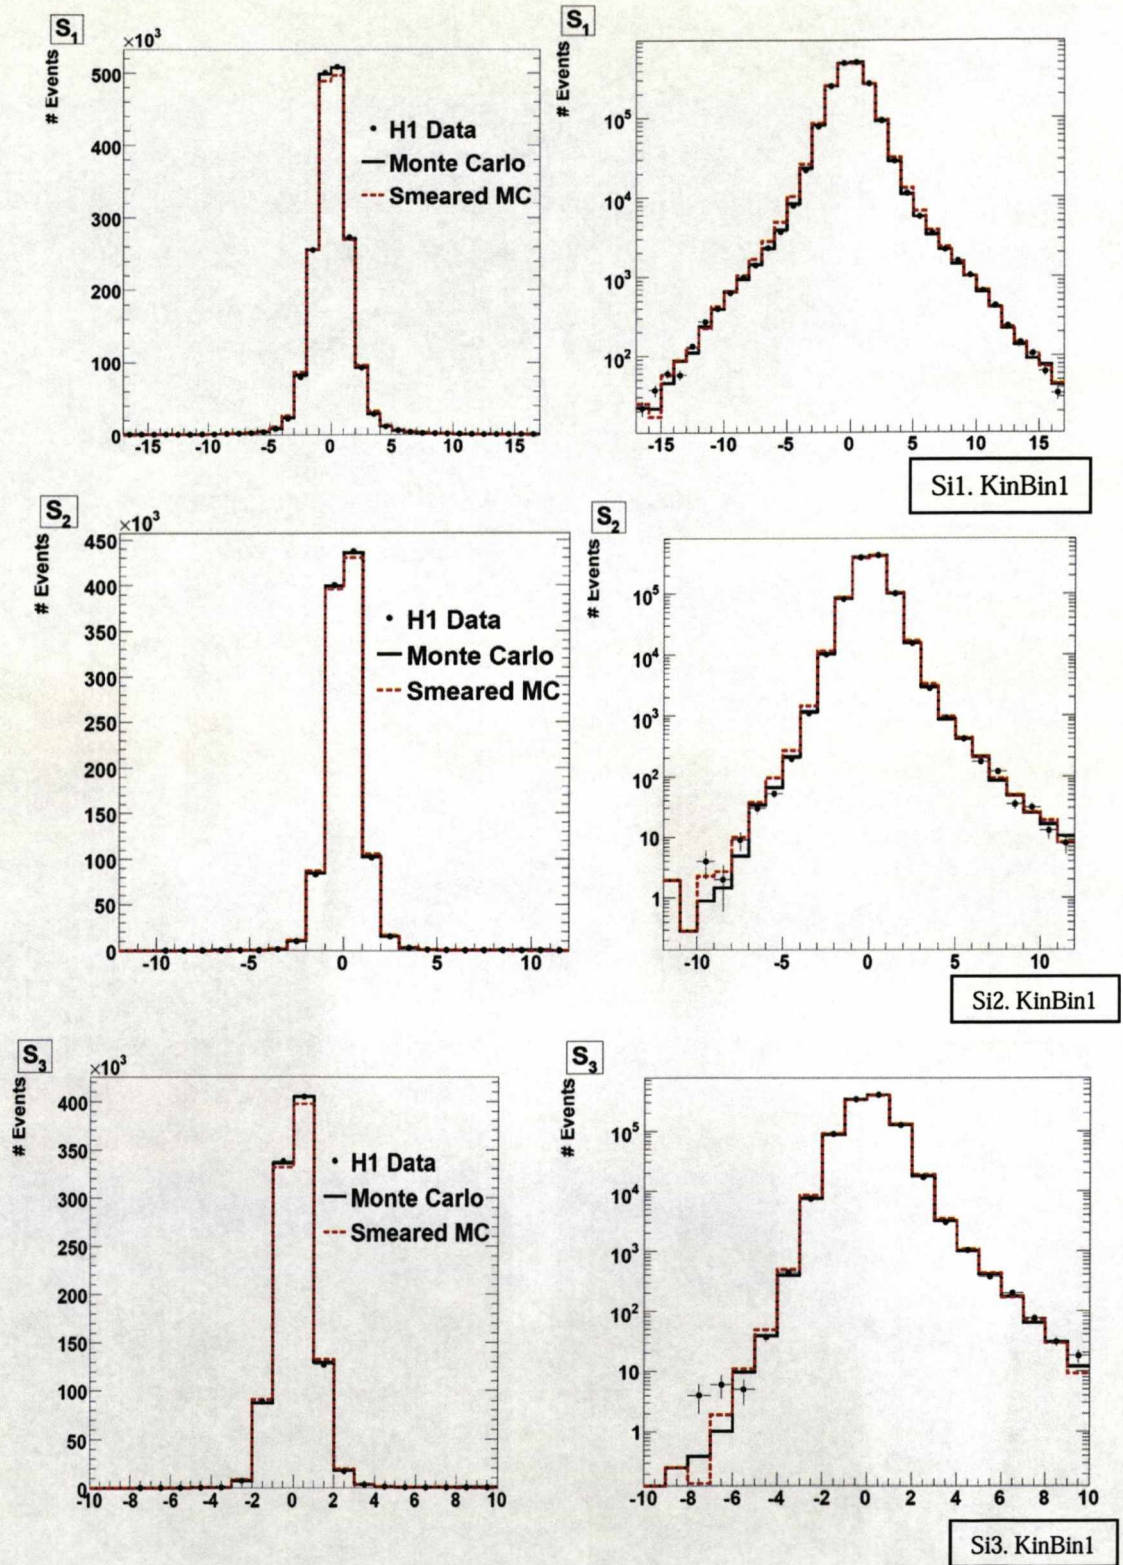 S1
×10³
# Events
500
400
300
200
100
0
-15 -10 -5 0 5 10 15
H1 Data
Monte Carlo
Smeared MC
S1
# Events
10⁵
10⁴
10³
10²
-15 -10 -5 0 5 10 15
Si1. KinBin1
S2
×10³
# Events
450
400
350
300
250
200
150
100
50
0
-10 -5 0 5 10
H1 Data
Monte Carlo
Smeared MC
S2
# Events
10⁵
10⁴
10³
10²
10
1
-10 -5 0 5 10
Si2. KinBin1
S3
×10³
# Events
400
350
300
250
200
150
100
50
0
-10 -8 -6 -4 -2 0 2 4 6 8 10
H1 Data
Monte Carlo
Smeared MC
S3
# Events
10⁵
10⁴
10³
10²
10
1
-10 -8 -6 -4 -2 0 2 4 6 8 10
Si3. KinBin1